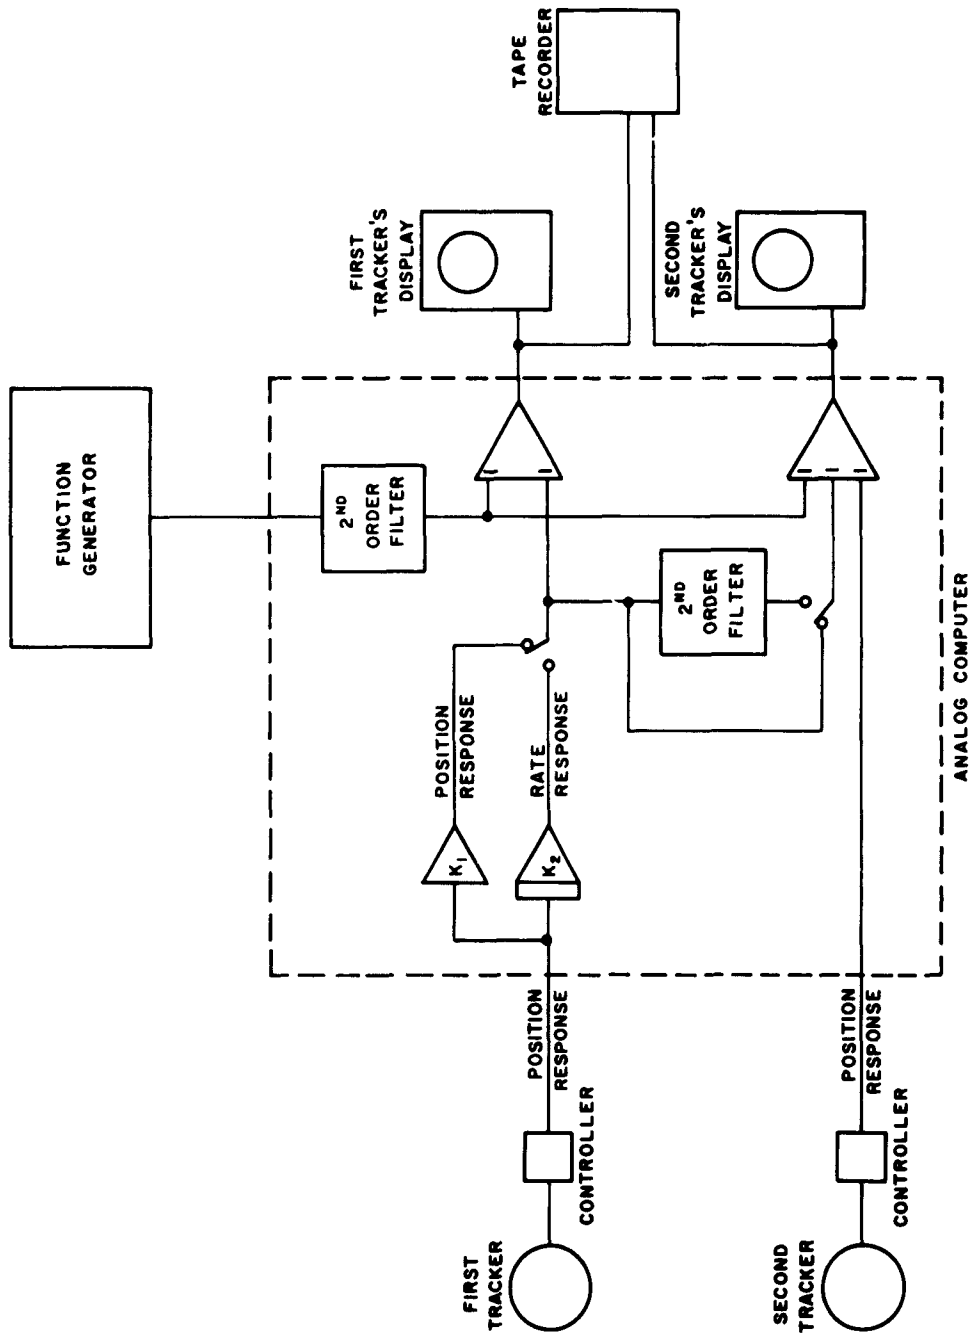 FUNCTION
GENERATOR
2ND
ORDER
FILTER
FIRST
TRACKER'S
DISPLAY
TAPE
RECORDER
POSITION
RESPONSE
K1
RATE
RESPONSE
K2
2ND
ORDER
FILTER
SECOND
TRACKER'S
DISPLAY
FIRST
TRACKER
CONTROLLER
POSITION
RESPONSE
SECOND
TRACKER
CONTROLLER
POSITION
RESPONSE
ANALOG COMPUTER